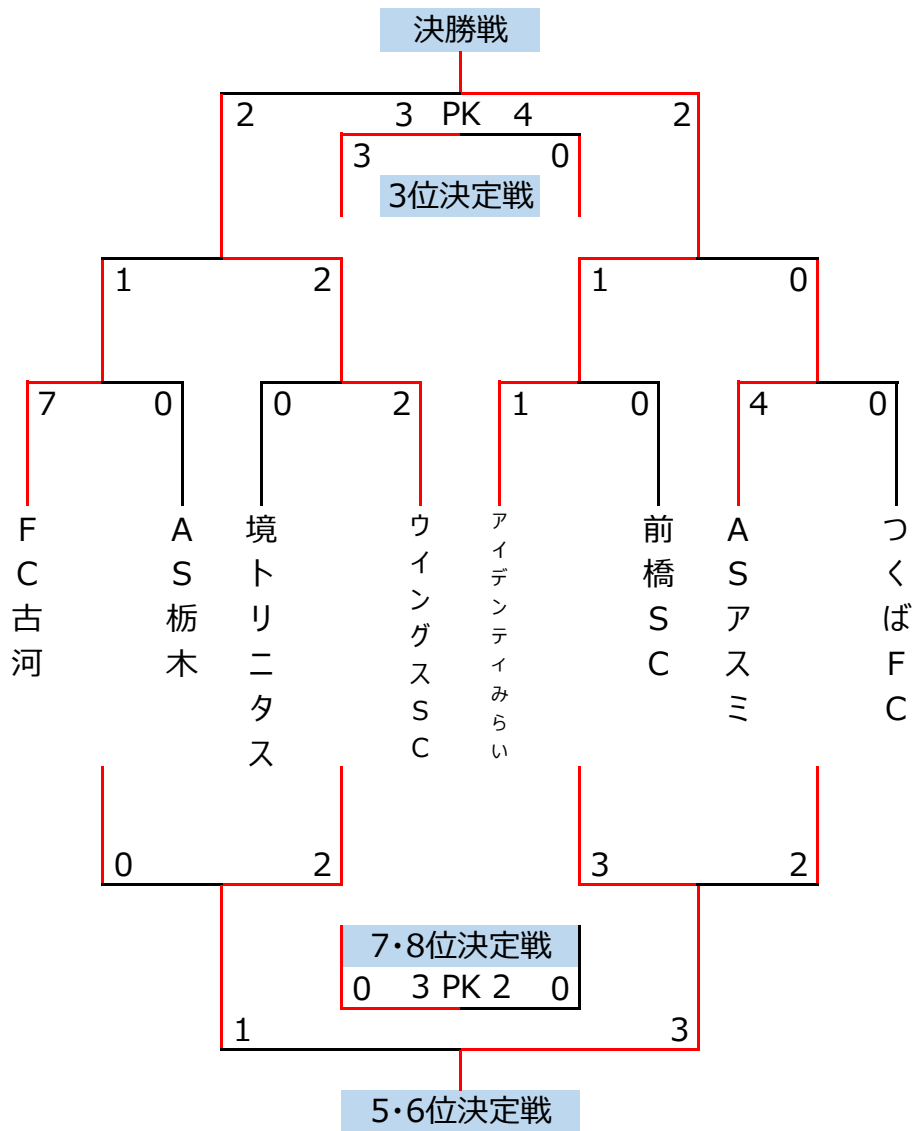 決勝戦
2 3 PK 4 2
3 0
3位決定戦
1 2 1 0
7 0 0 2 1 0 4 0
FC古河
AS栃木
境トリニタス
ウイングスSC
アイデンティみらい
前橋SC
ASアスミ
つくばFC
0 2 3 2
7・8位決定戦
0 3 PK 2 0
1 3
5・6位決定戦